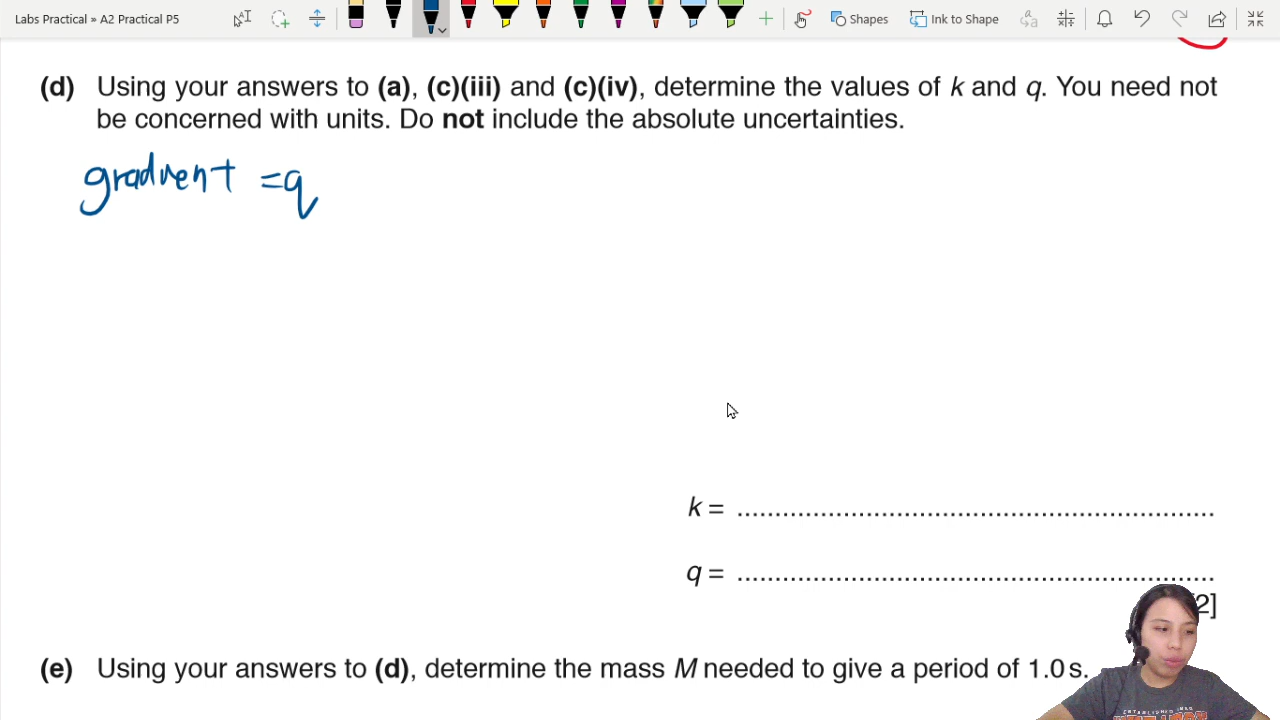 Labs Practical » A2 Practical P5
Shapes
Ink to Shape
(d) Using your answers to (a), (c)(iii) and (c)(iv), determine the values of k and q. You need not
be concerned with units. Do not include the absolute uncertainties.
gradient = q
k = ..............................................................
q = ..............................................................
2]
(e) Using your answers to (d), determine the mass M needed to give a period of 1.0 s.